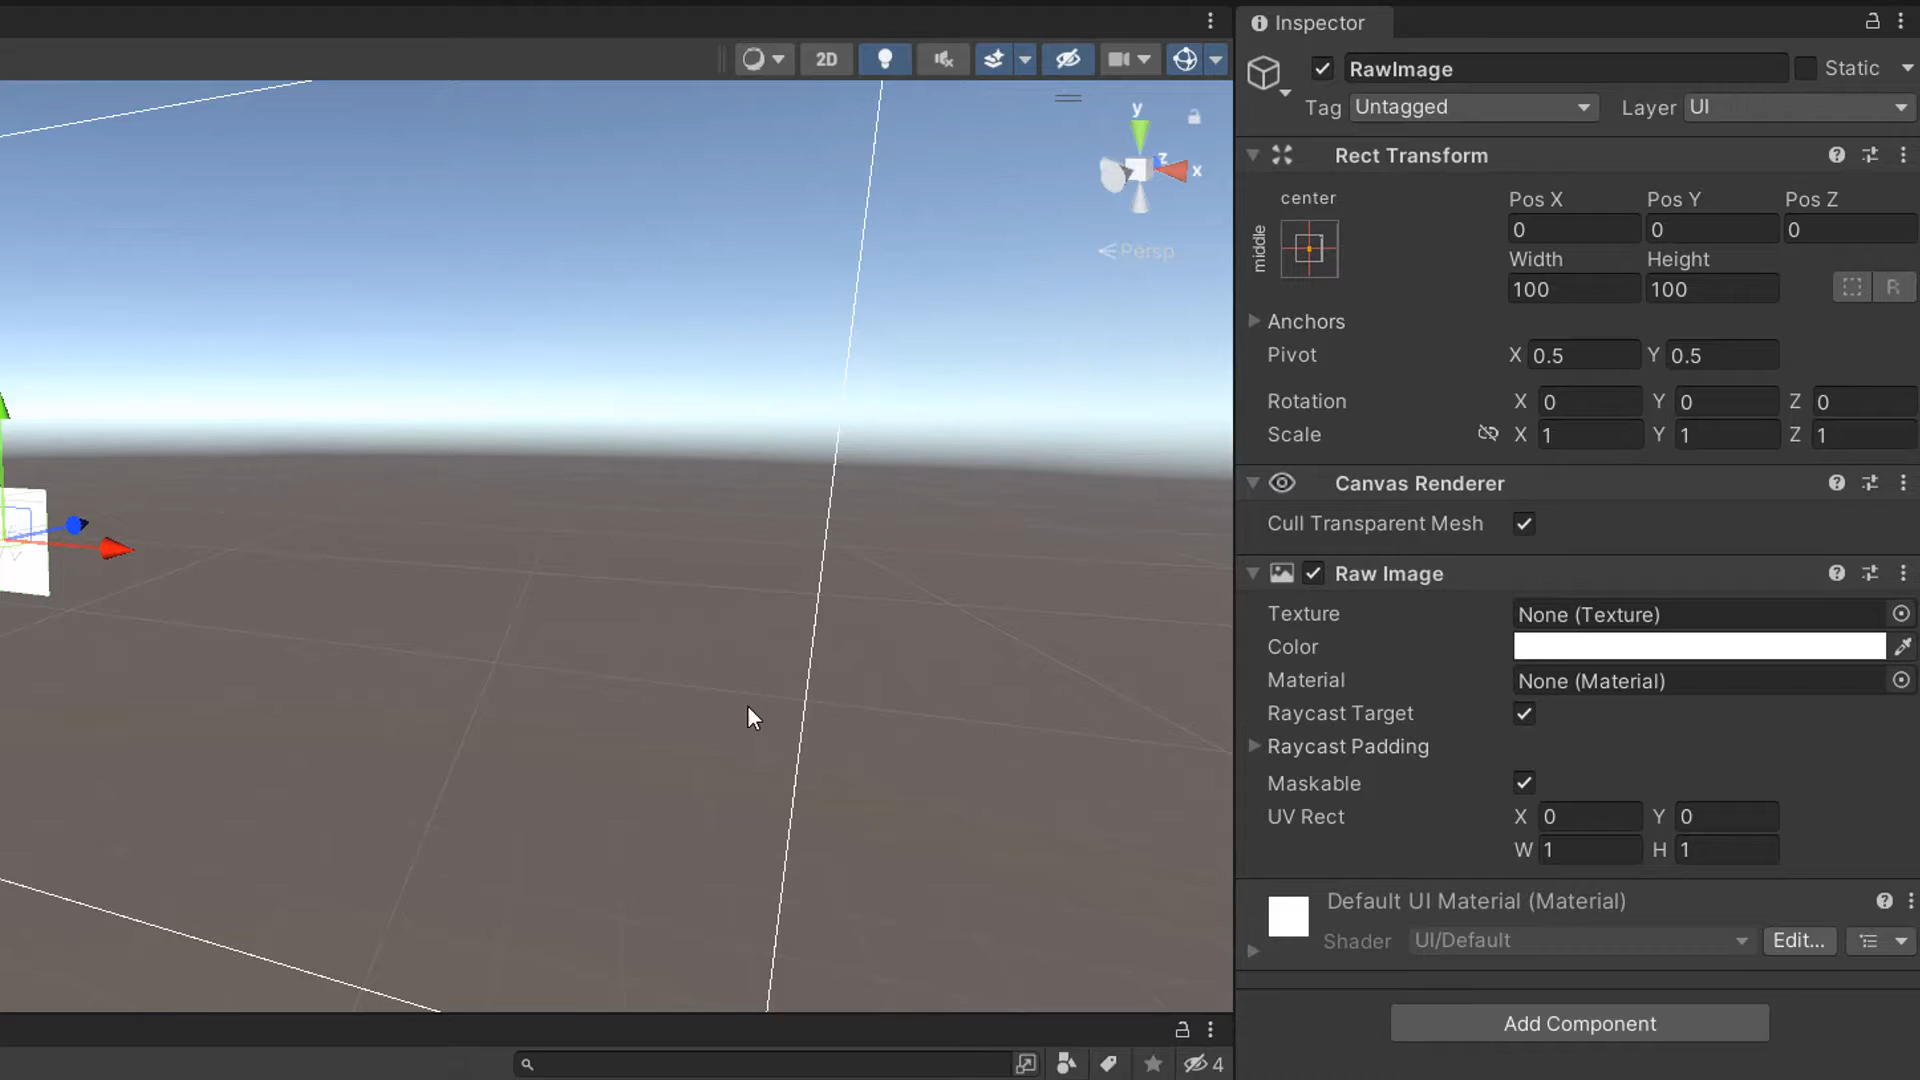 Inspector
2D
RawImage
Static
Tag Untagged Layer UI
y
z
x
Persp
Rect Transform
center
middle
Pos X Pos Y Pos Z
0 0 0
Width Height
100 100
R
Anchors
Pivot X 0.5 Y 0.5
Rotation X 0 Y 0 Z 0
Scale X 1 Y 1 Z 1
Canvas Renderer
Cull Transparent Mesh
Raw Image
Texture None (Texture)
Color
Material None (Material)
Raycast Target
Raycast Padding
Maskable
UV Rect X 0 Y 0
W 1 H 1
Default UI Material (Material)
Shader UI/Default Edit...
Add Component
4